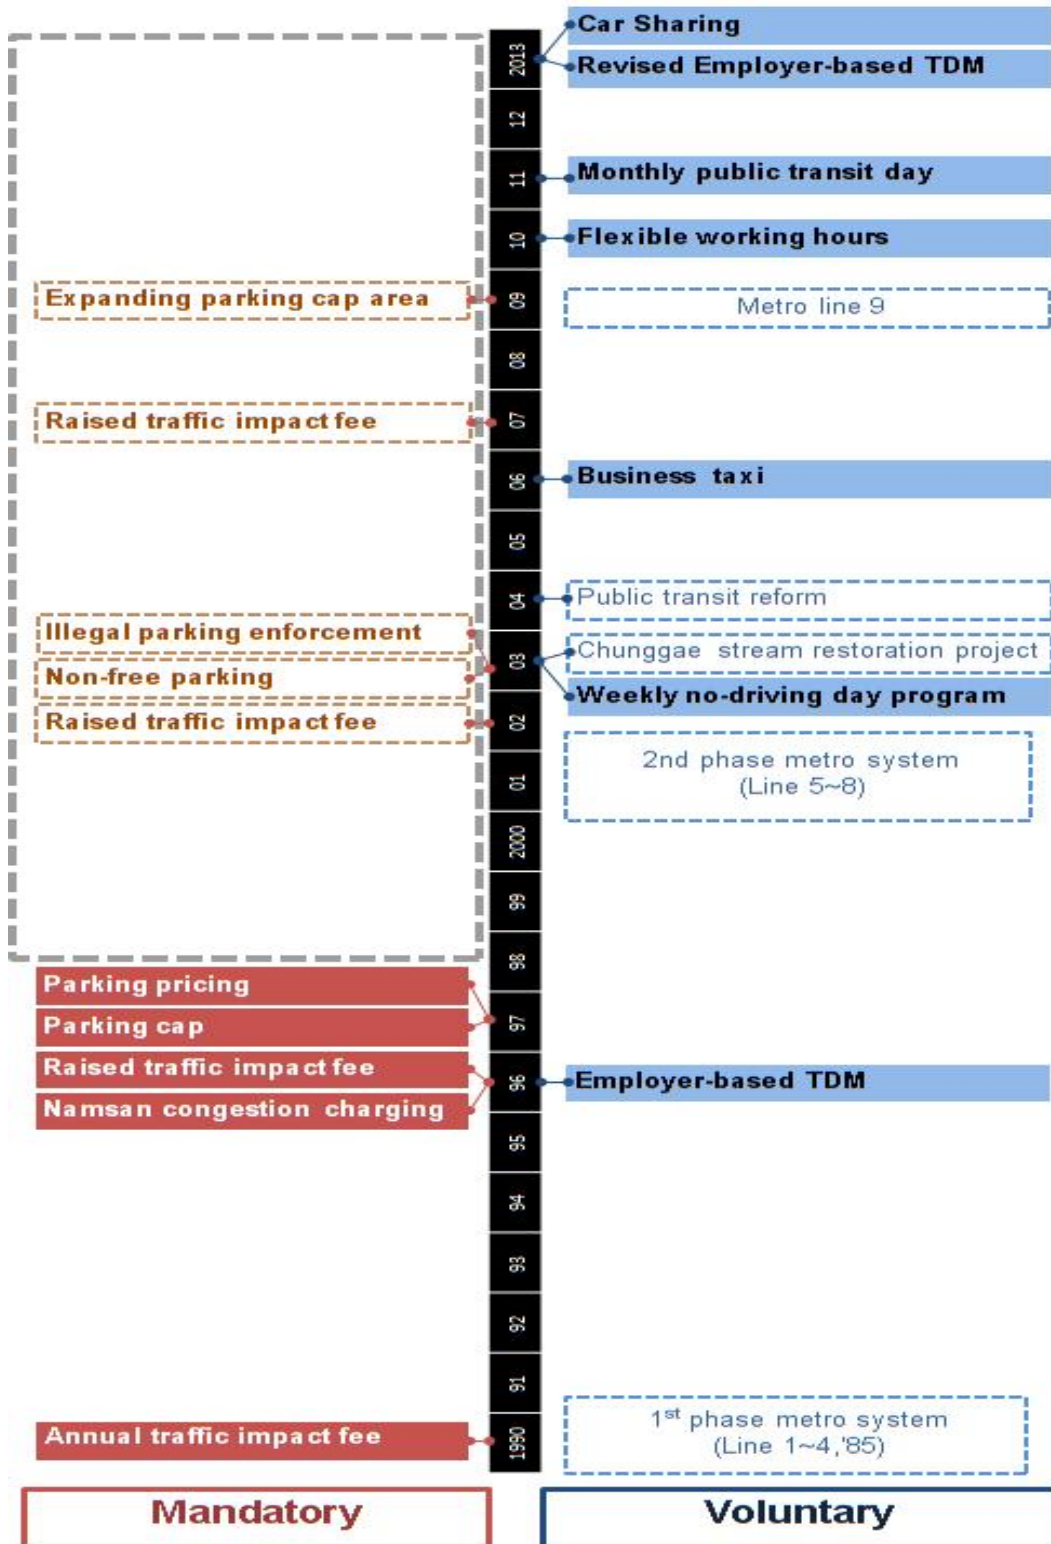 Car Sharing
2013
Revised Employer-based TDM
12
11
Monthly public transit day
10
Flexible working hours
Expanding parking cap area
09
Metro line 9
08
Raised traffic impact fee
07
06
Business taxi
05
04
Public transit reform
Illegal parking enforcement
03
Chunggae stream restoration project
Non-free parking
Weekly no-driving day program
Raised traffic impact fee
02
2nd phase metro system
(Line 5~8)
01
2000
99
98
Parking pricing
97
Parking cap
Raised traffic impact fee
96
Employer-based TDM
Namsan congestion charging
95
94
93
92
91
Annual traffic impact fee
1990
1st phase metro system
(Line 1~4,'85)
Mandatory
Voluntary